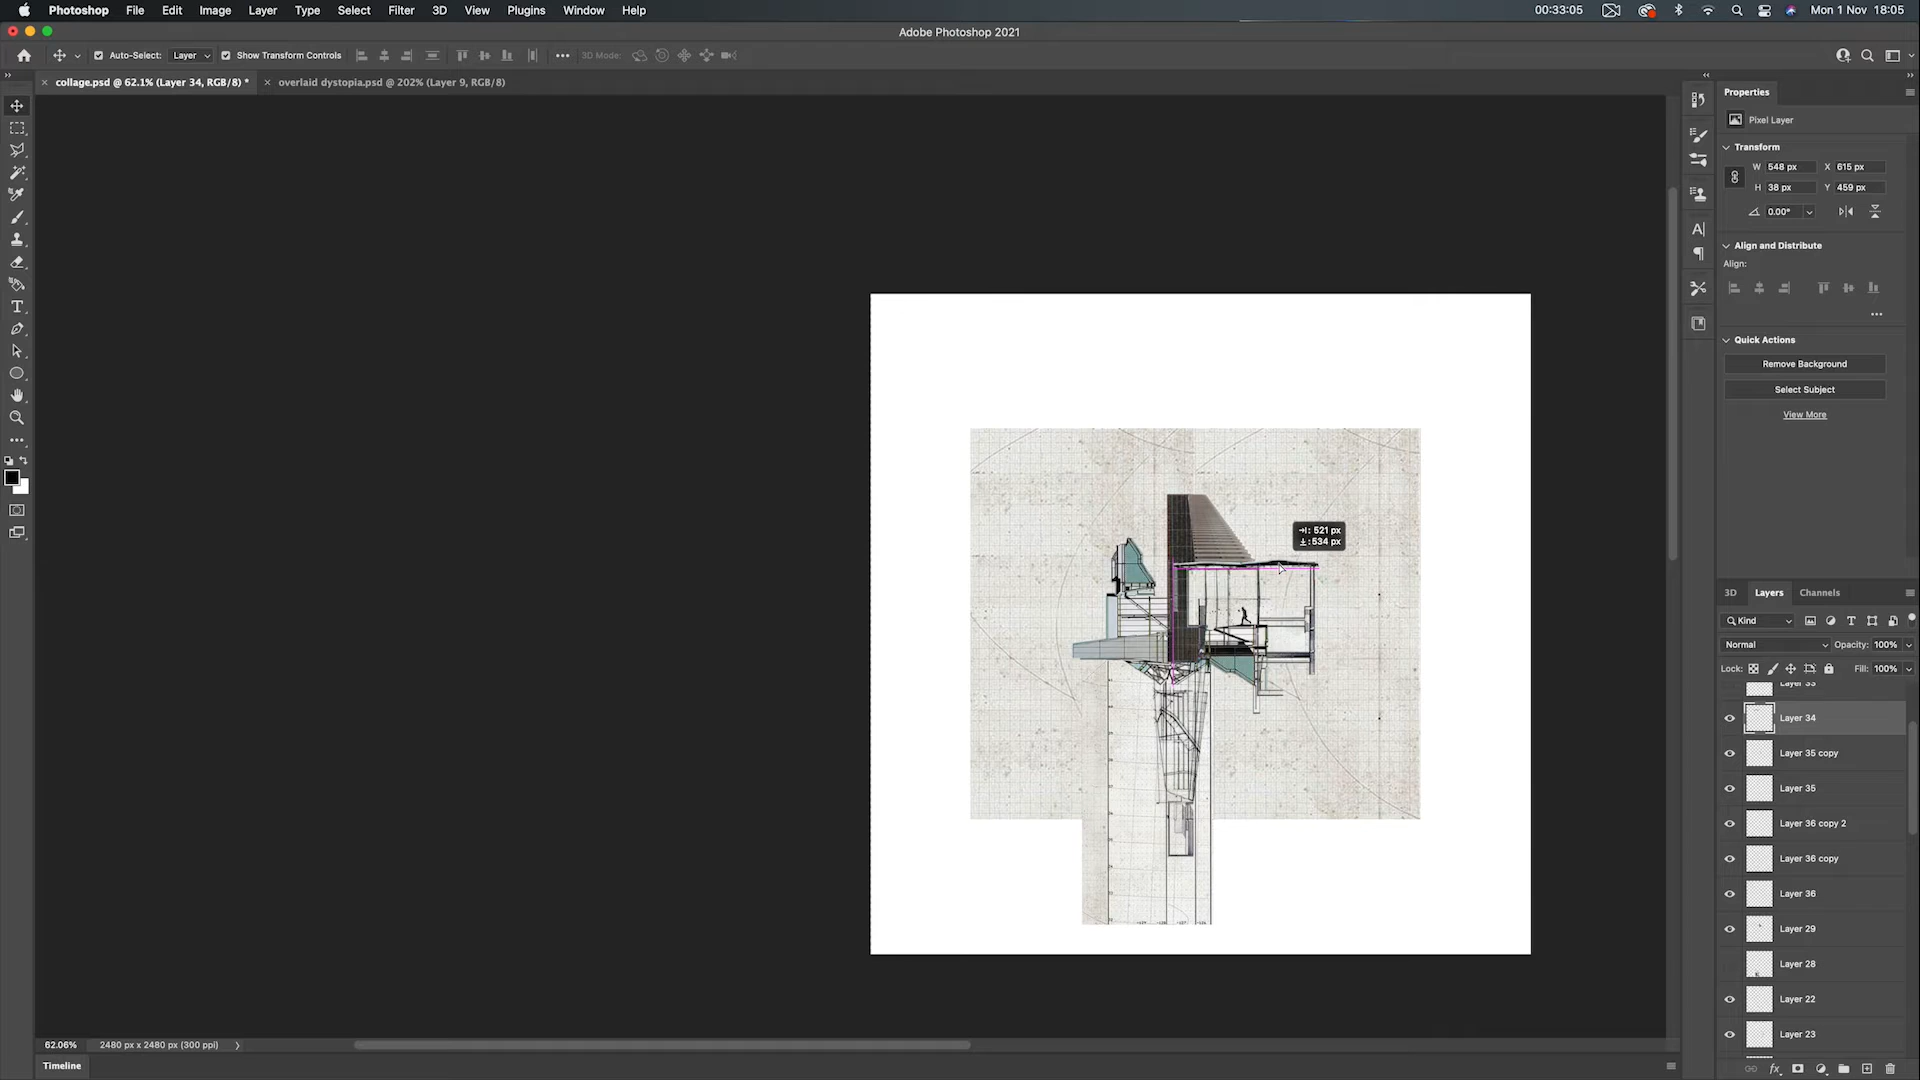 Photoshop File Edit Image Layer Type Select Filter 3D View Plugins Window Help 00:33:05 Mon 1 Nov 18:05
Adobe Photoshop 2021
Auto-Select: Layer Show Transform Controls 3D Mode:
collage.psd @ 62.1% (Layer 34, RGB/8) * overlaid dystopia.psd @ 202% (Layer 9, RGB/8)
Properties
Pixel Layer
Transform
W 548 px X 615 px
H 38 px Y 459 px
0.00°
Align and Distribute
Align:
Quick Actions
Remove Background
Select Subject
View More
: 521 px
: 534 px
3D Layers Channels
Kind
Normal Opacity: 100%
Lock: Fill: 100%
Layer 33
Layer 34
Layer 35 copy
Layer 35
Layer 36 copy 2
Layer 36 copy
Layer 36
Layer 29
Layer 28
Layer 22
Layer 23
62.06% 2480 px x 2480 px (300 ppi)
Timeline